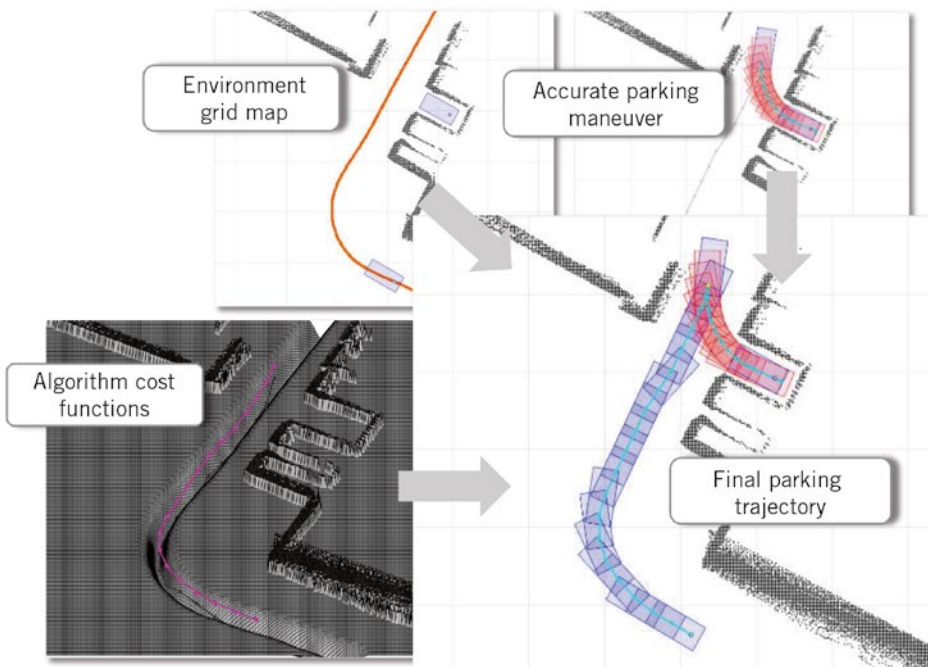 Environment
grid map
Accurate parking
maneuver
Algorithm cost
functions
Final parking
trajectory